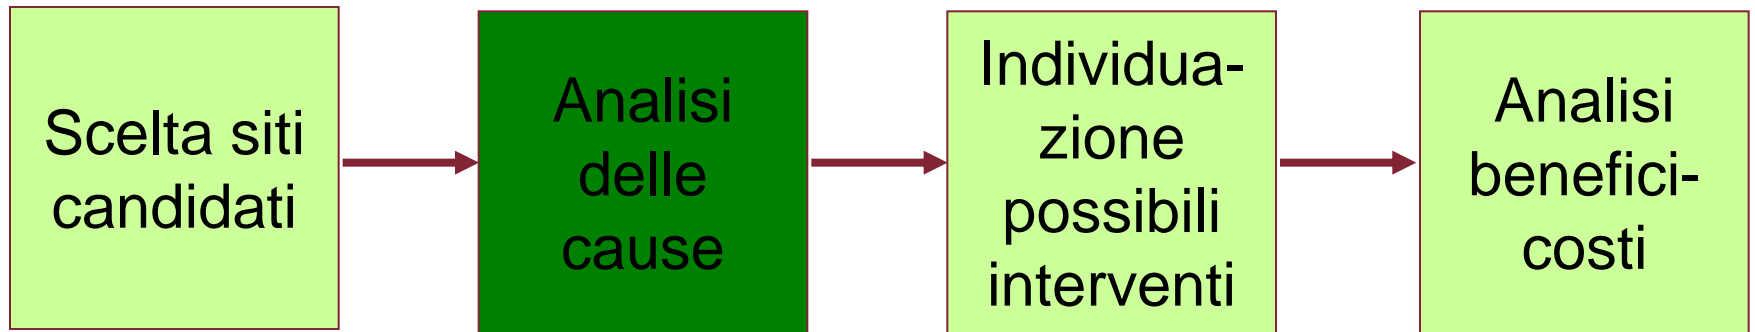 Scelta siti
candidati
Analisi
delle
cause
Individua-
zione
possibili
interventi
Analisi
benefici-
costi